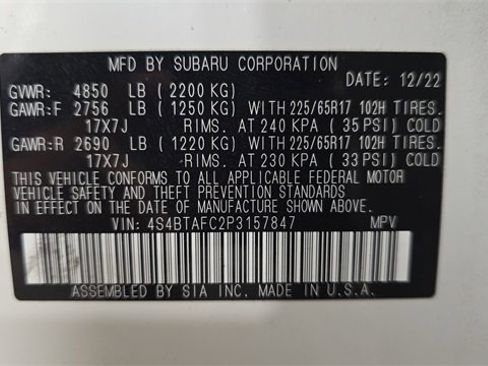 MFD BY SUBARU CORPORATION
DATE: 12/22
GVWR: 4850 LB (2200 KG)
GAWR:F 2756 LB (1250 KG) WITH 225/65R17 102H TIRES.
17X7J RIMS. AT 240 KPA (35 PSI) COLD
GAWR:R 2690 LB (1220 KG) WITH 225/65R17 102H TIRES.
17X7J RIMS. AT 230 KPA (33 PSI) COLD
THIS VEHICLE CONFORMS TO ALL APPLICABLE FEDERAL MOTOR
VEHICLE SAFETY AND THEFT PREVENTION STANDARDS
IN EFFECT ON THE DATE OF MANUFACTURE SHOWN ABOVE.
VIN: 4S4BTAFC2P3157847 MPV
ASSEMBLED BY SIA INC. MADE IN U.S.A.